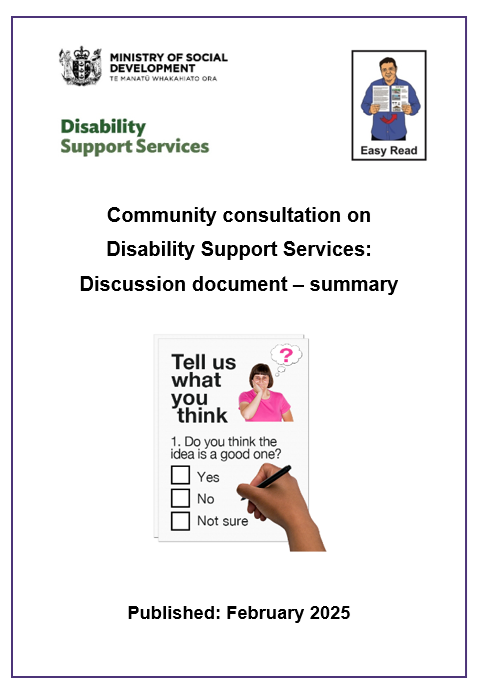 MINISTRY OF SOCIAL
DEVELOPMENT
TE MANATŪ WHAKAHIATO ORA
Disability
Support Services
Easy Read
Community consultation on
Disability Support Services:
Discussion document – summary
Tell us
what
you
think
?
1. Do you think the
idea is a good one?
Yes
No
Not sure
Published: February 2025